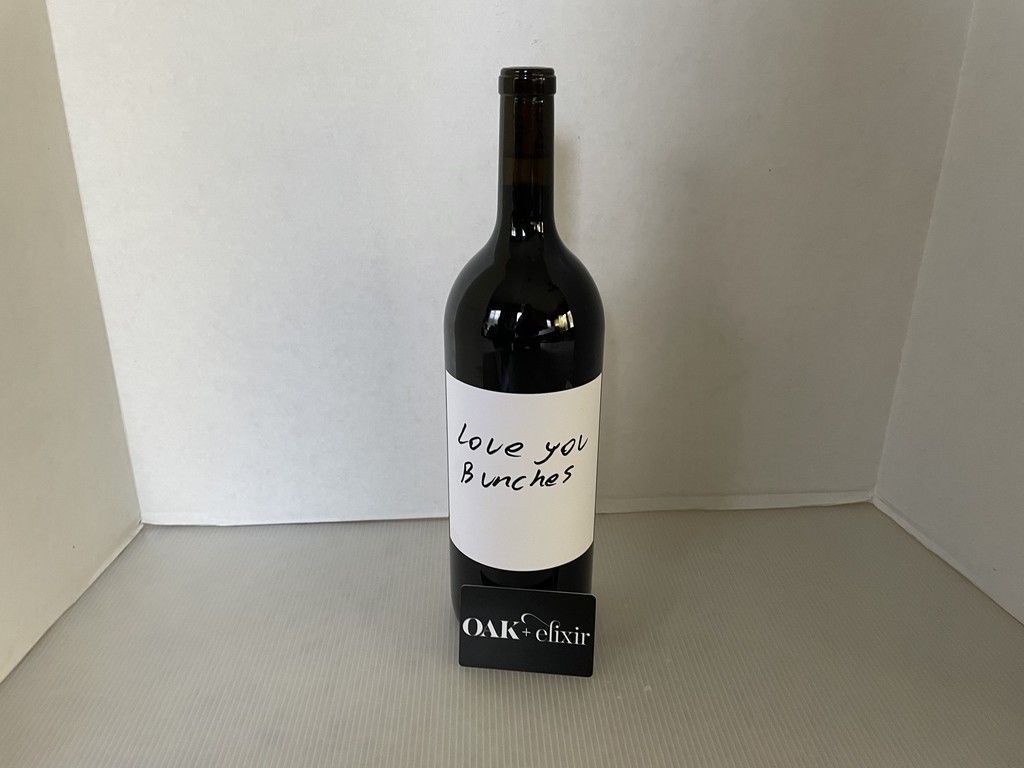 Love you
Bunches
OAK + elixir